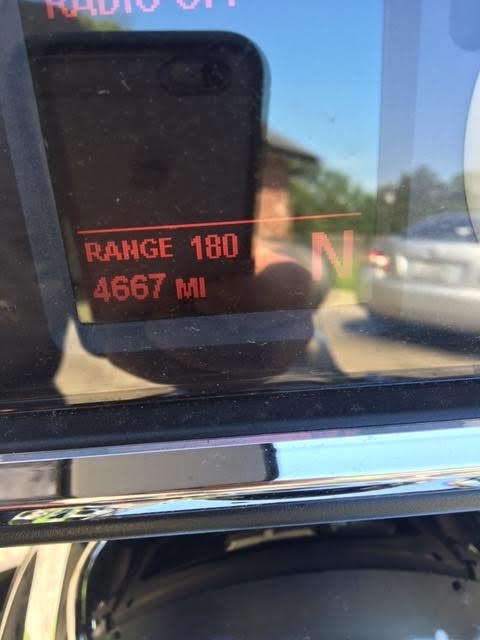 RADIO OFF
RANGE 180
4667 MI
N